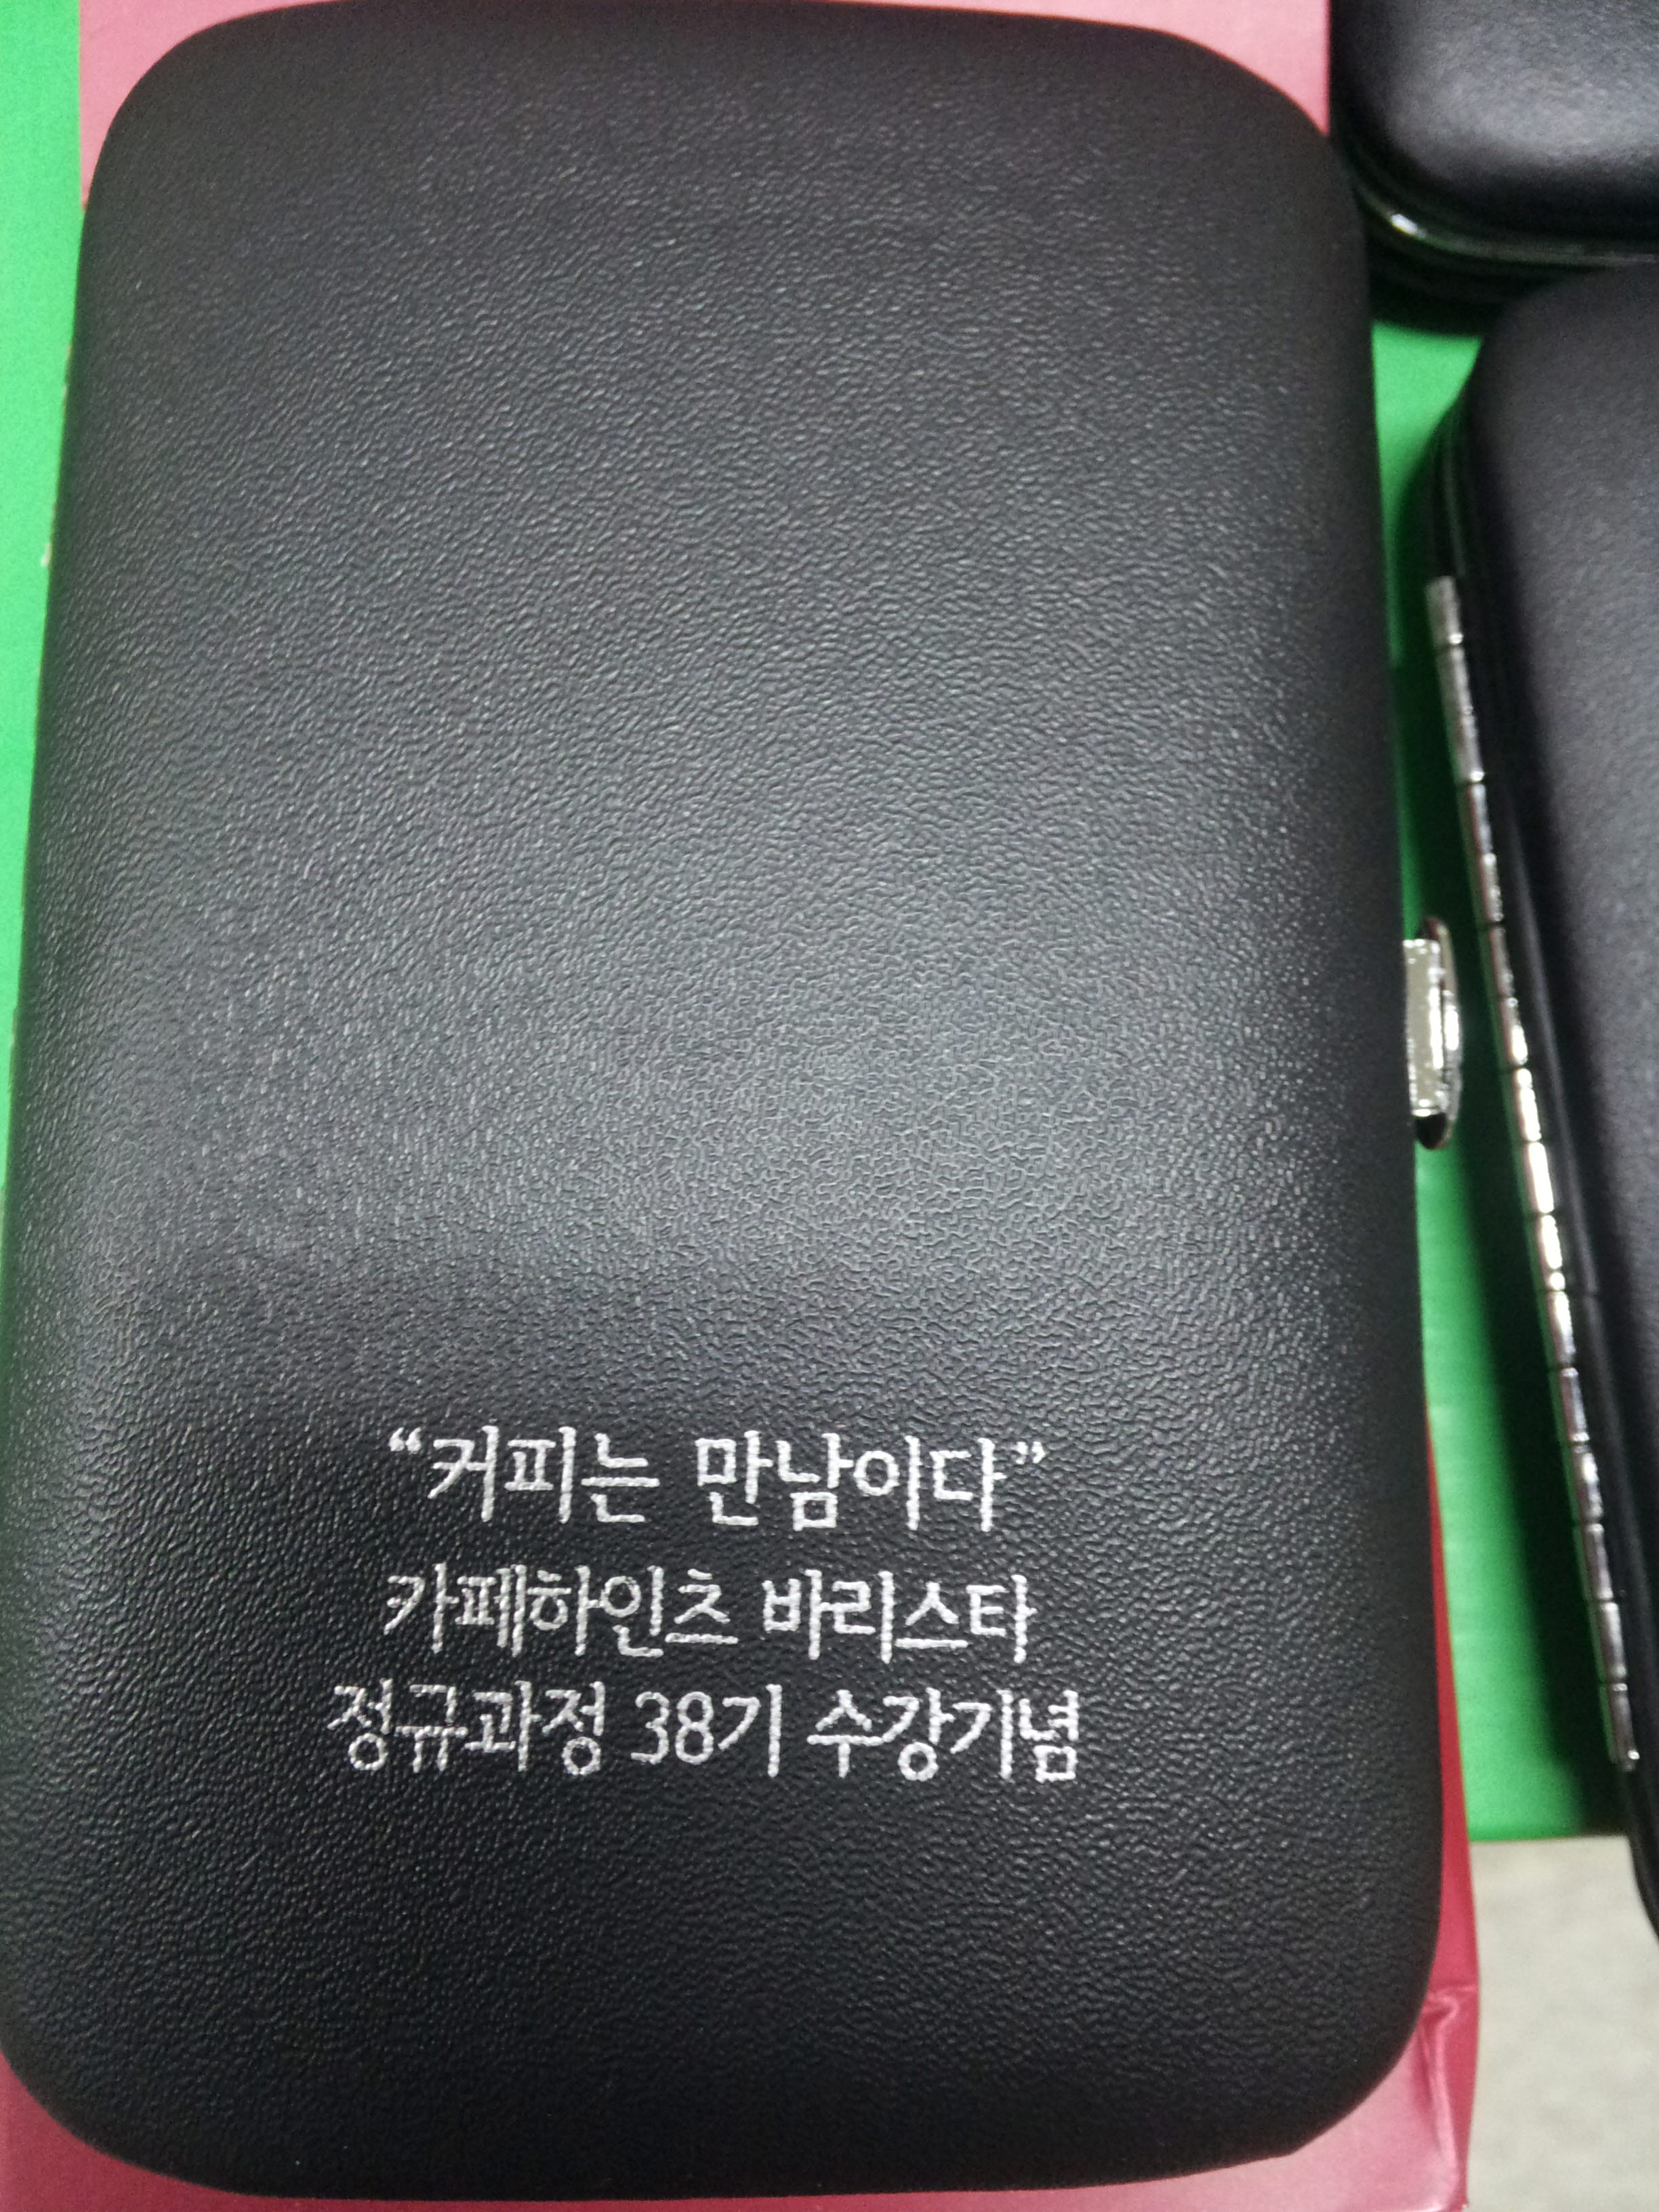 “커피는 만남이다”
카페하인츠 바리스타
정규과정 38기 수강기념